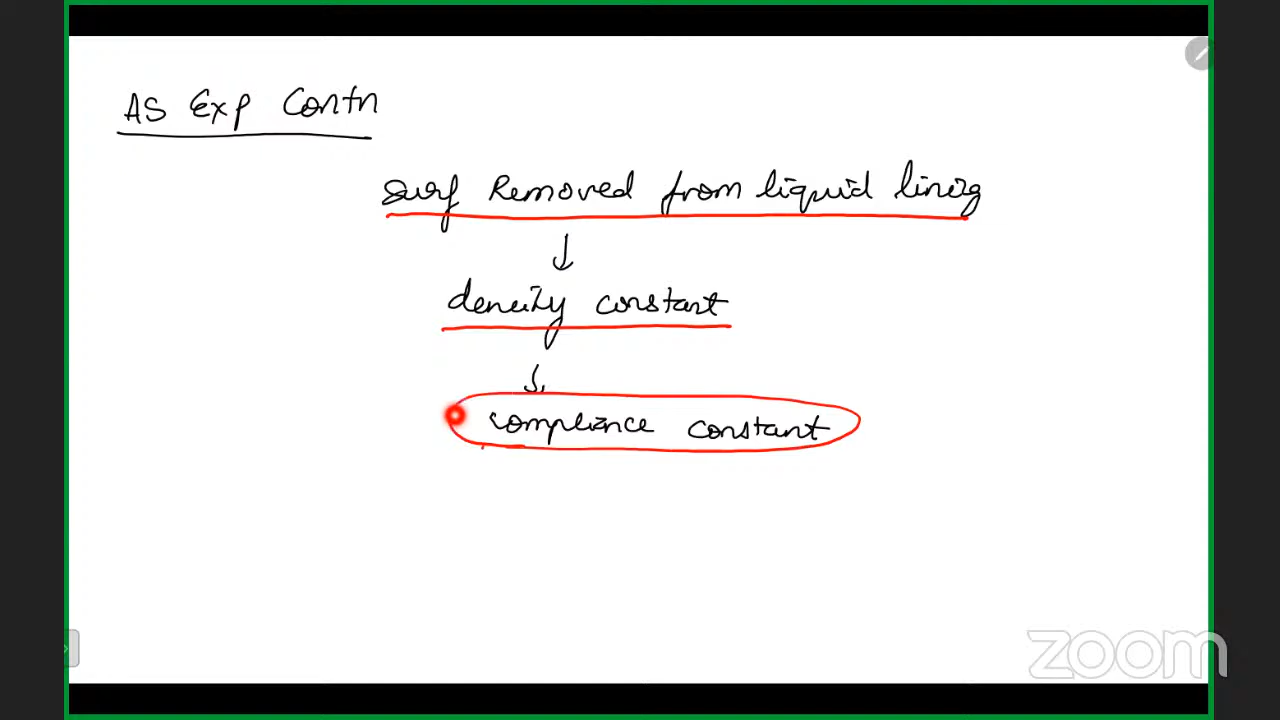 AS Exp Contn
Surf Removed from liquid lining
↓
density constant
↓
compliance constant
zoom